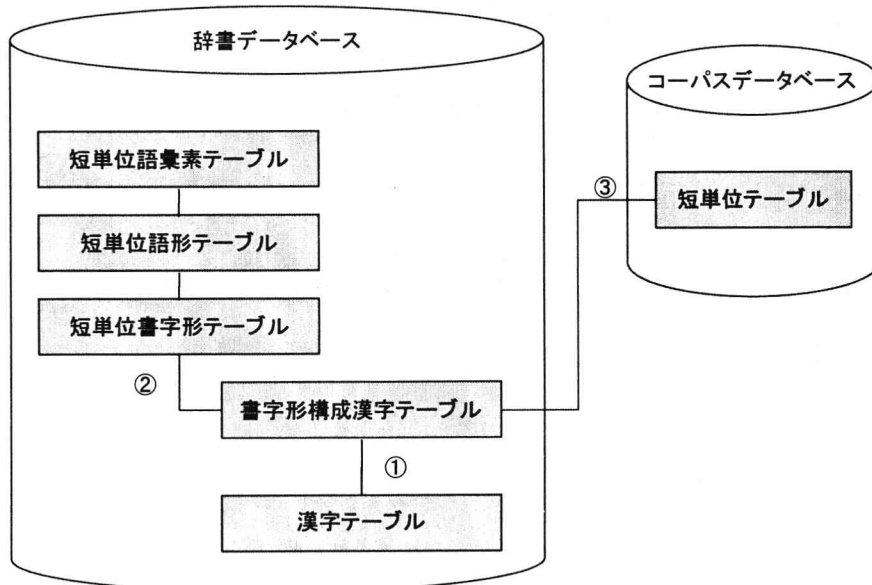 辞書データベース
コーパスデータベース
短単位語彙素テーブル
③
短単位テーブル
短単位語形テーブル
短単位書字形テーブル
②
書字形構成漢字テーブル
①
漢字テーブル